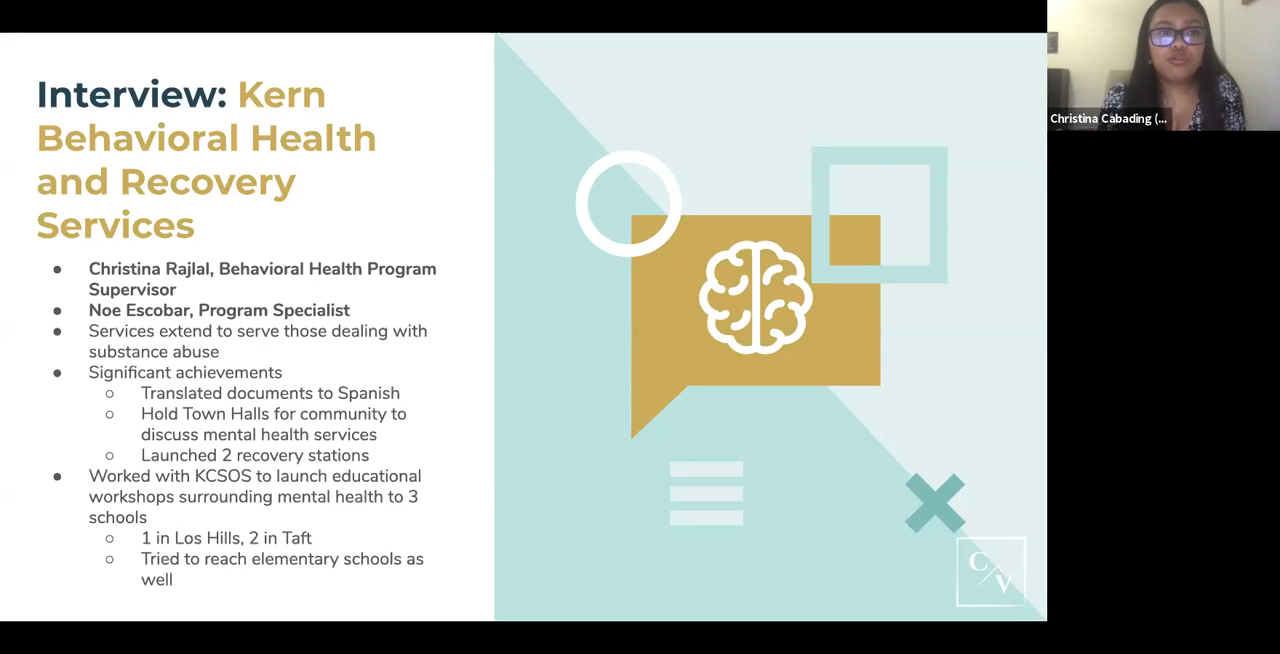 Interview: Kern
Behavioral Health
and Recovery
Services
● Christina Rajlal, Behavioral Health Program
Supervisor
● Noe Escobar, Program Specialist
● Services extend to serve those dealing with
substance abuse
● Significant achievements
○ Translated documents to Spanish
○ Hold Town Halls for community to
discuss mental health services
○ Launched 2 recovery stations
● Worked with KCSOS to launch educational
workshops surrounding mental health to 3
schools
○ 1 in Los Hills, 2 in Taft
○ Tried to reach elementary schools as
well
C/V
Christina Cabading (...